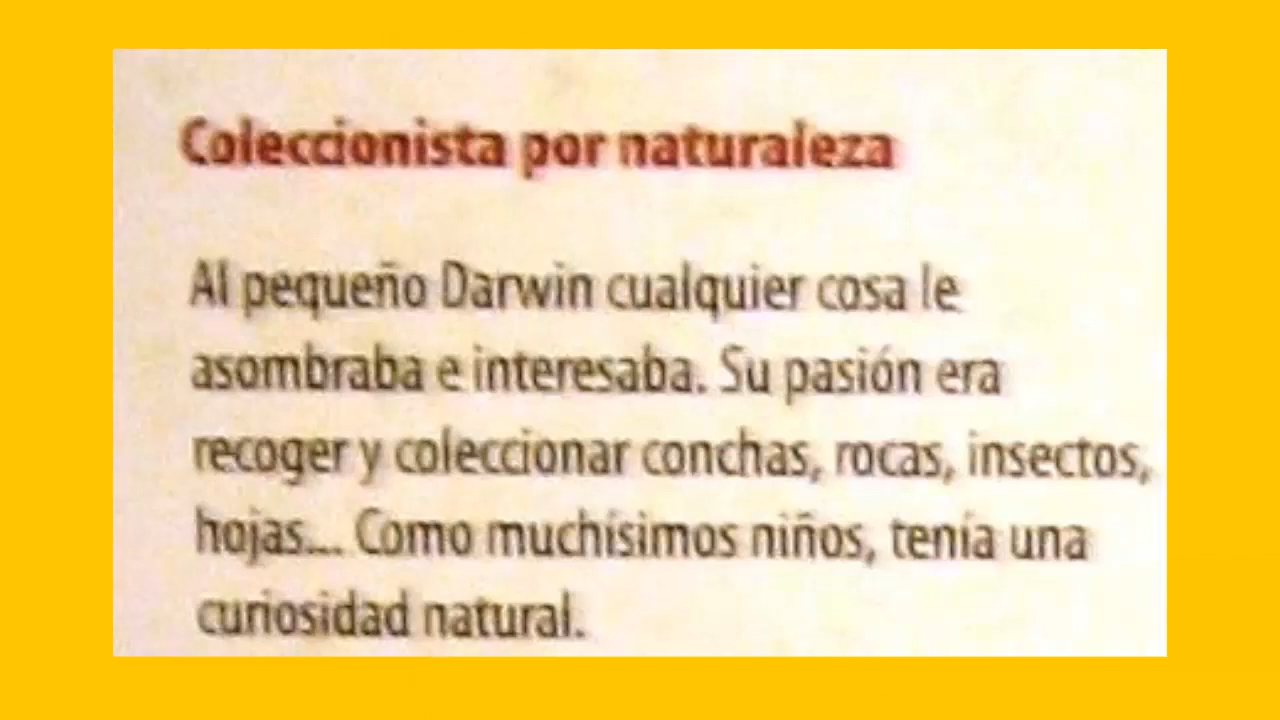 Coleccionista por naturaleza
Al pequeño Darwin cualquier cosa le
asombraba e interesaba. Su pasión era
recoger y coleccionar conchas, rocas, insectos,
hojas... Como muchísimos niños, tenía una
curiosidad natural.